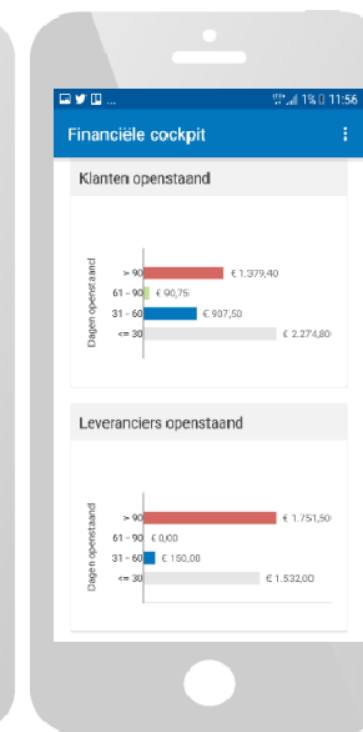 1% 11:56
Financiële cockpit
Klanten openstaand
Dagen openstaand
> 90 € 1.379,40
61 - 90 € 90,75
31 - 60 € 907,50
<= 30 € 2.274,80
Leveranciers openstaand
Dagen openstaand
> 90 € 1.751,50
61 - 90 € 0,00
31 - 60 € 150,00
<= 30 € 1.532,00